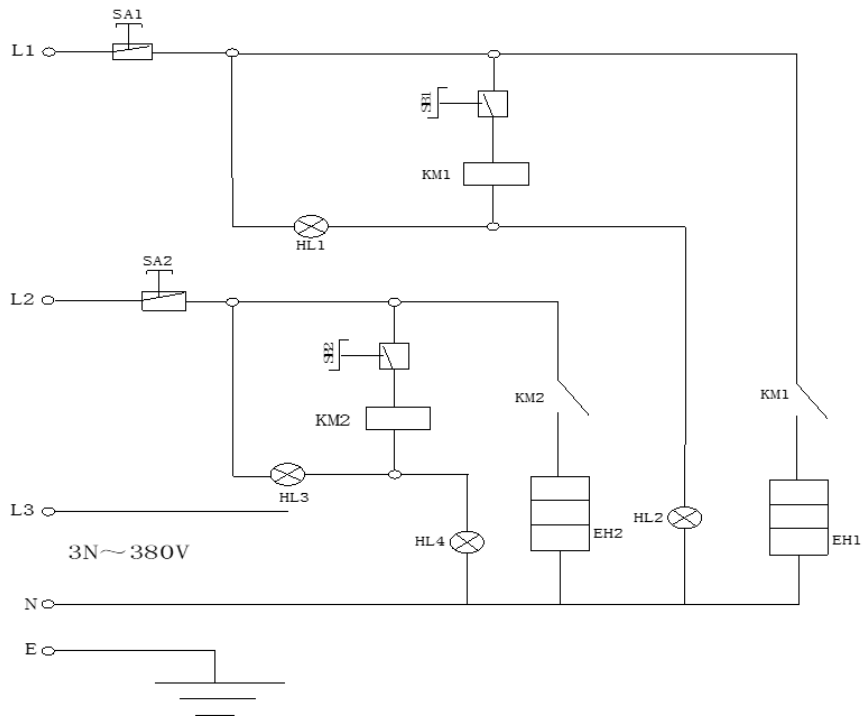 SA1
L1
SB1
KM1
HL1
SA2
L2
SB2
KM2
KM2
KM1
HL3
L3
HL4
EH2
HL2
EH1
3N～380V
N
E